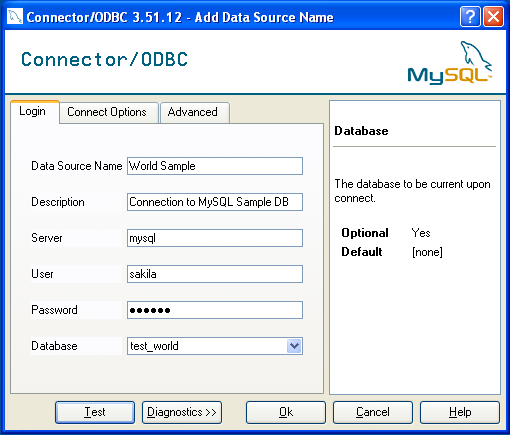 Connector/ODBC 3.51.12 - Add Data Source Name
Connector/ODBC
MySQL
Login
Connect Options
Advanced
Data Source Name World Sample
Description Connection to MySQL Sample DB
Server mysql
User sakila
Password ●●●●●●
Database test_world
Database
The database to be current upon
connect.
Optional Yes
Default [none]
Test
Diagnostics >>
Ok
Cancel
Help